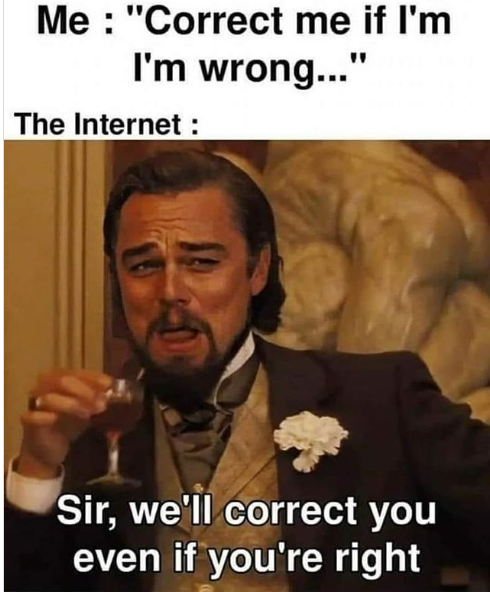 Me : "Correct me if I'm
I'm wrong..."
The Internet :
Sir, we'll correct you
even if you're right